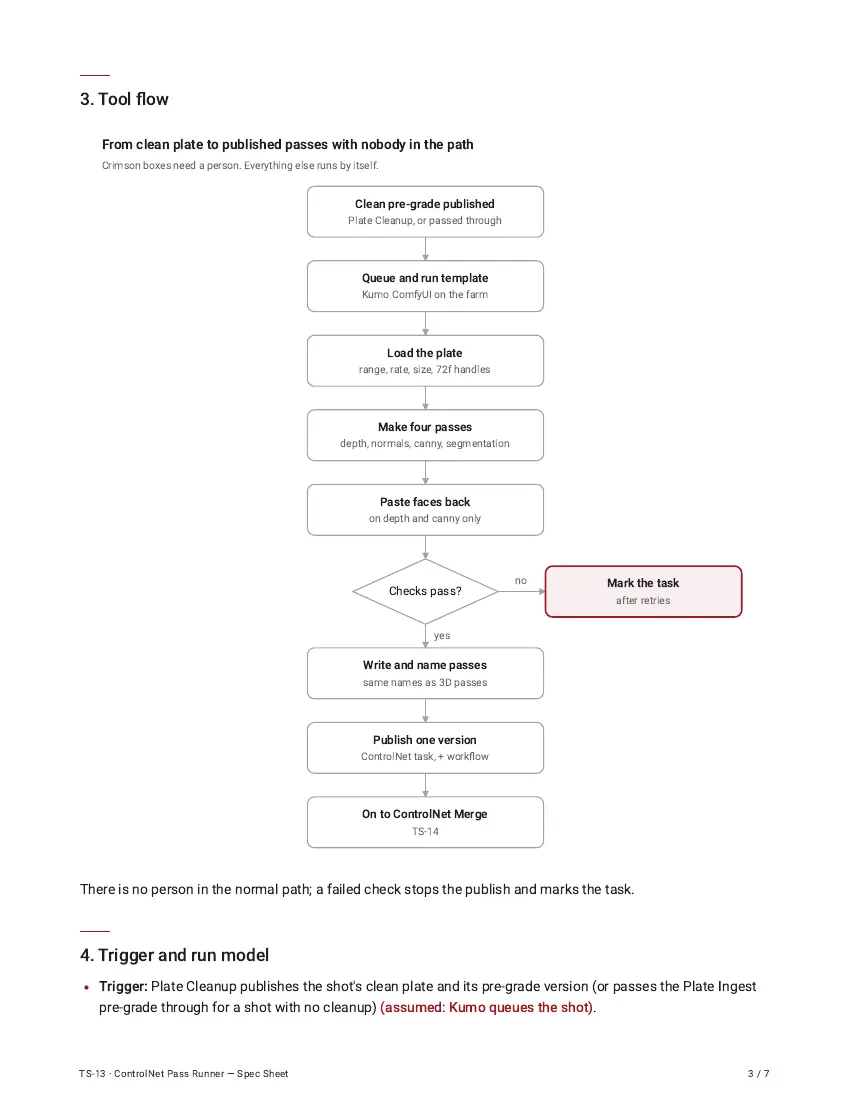 3. Tool flow
From clean plate to published passes with nobody in the path
Crimson boxes need a person. Everything else runs by itself.
Clean pre-grade published
Plate Cleanup, or passed through
Queue and run template
Kumo ComfyUI on the farm
Load the plate
range, rate, size, 72f handles
Make four passes
depth, normals, canny, segmentation
Paste faces back
on depth and canny only
Checks pass?
no
Mark the task
after retries
yes
Write and name passes
same names as 3D passes
Publish one version
ControlNet task, + workflow
On to ControlNet Merge
TS-14
There is no person in the normal path; a failed check stops the publish and marks the task.
4. Trigger and run model
• Trigger: Plate Cleanup publishes the shot's clean plate and its pre-grade version (or passes the Plate Ingest
pre-grade through for a shot with no cleanup) (assumed: Kumo queues the shot).
TS-13 · ControlNet Pass Runner — Spec Sheet
3 / 7